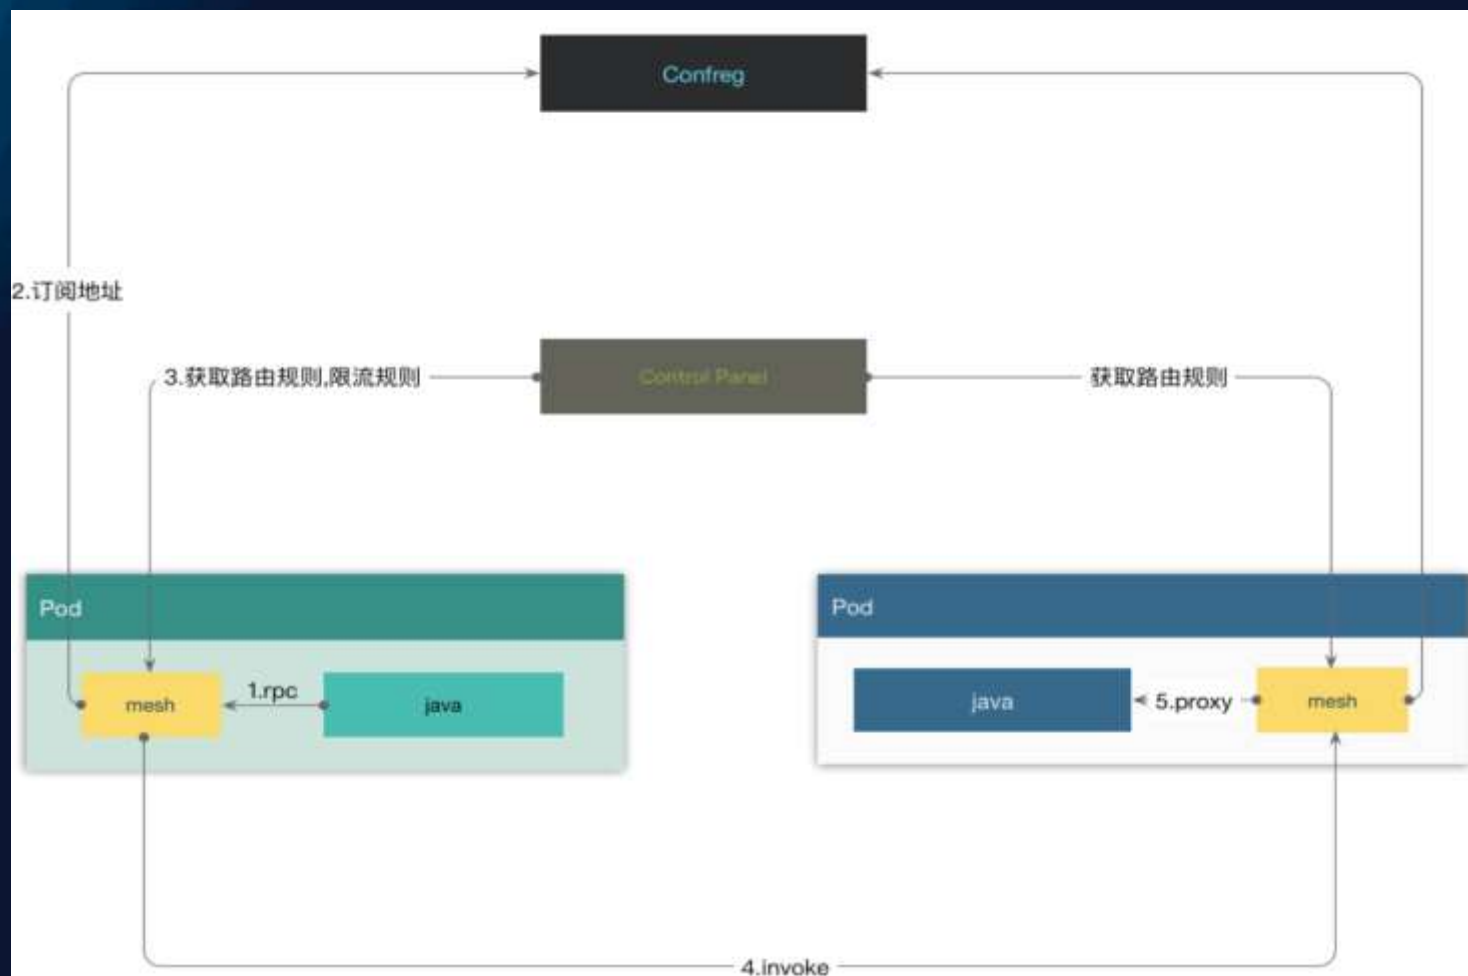 Confreg
2.订阅地址
3.获取路由规则,限流规则
Control Panel
获取路由规则
Pod
Pod
mesh
1.rpc
java
java
5.proxy
mesh
4.invoke